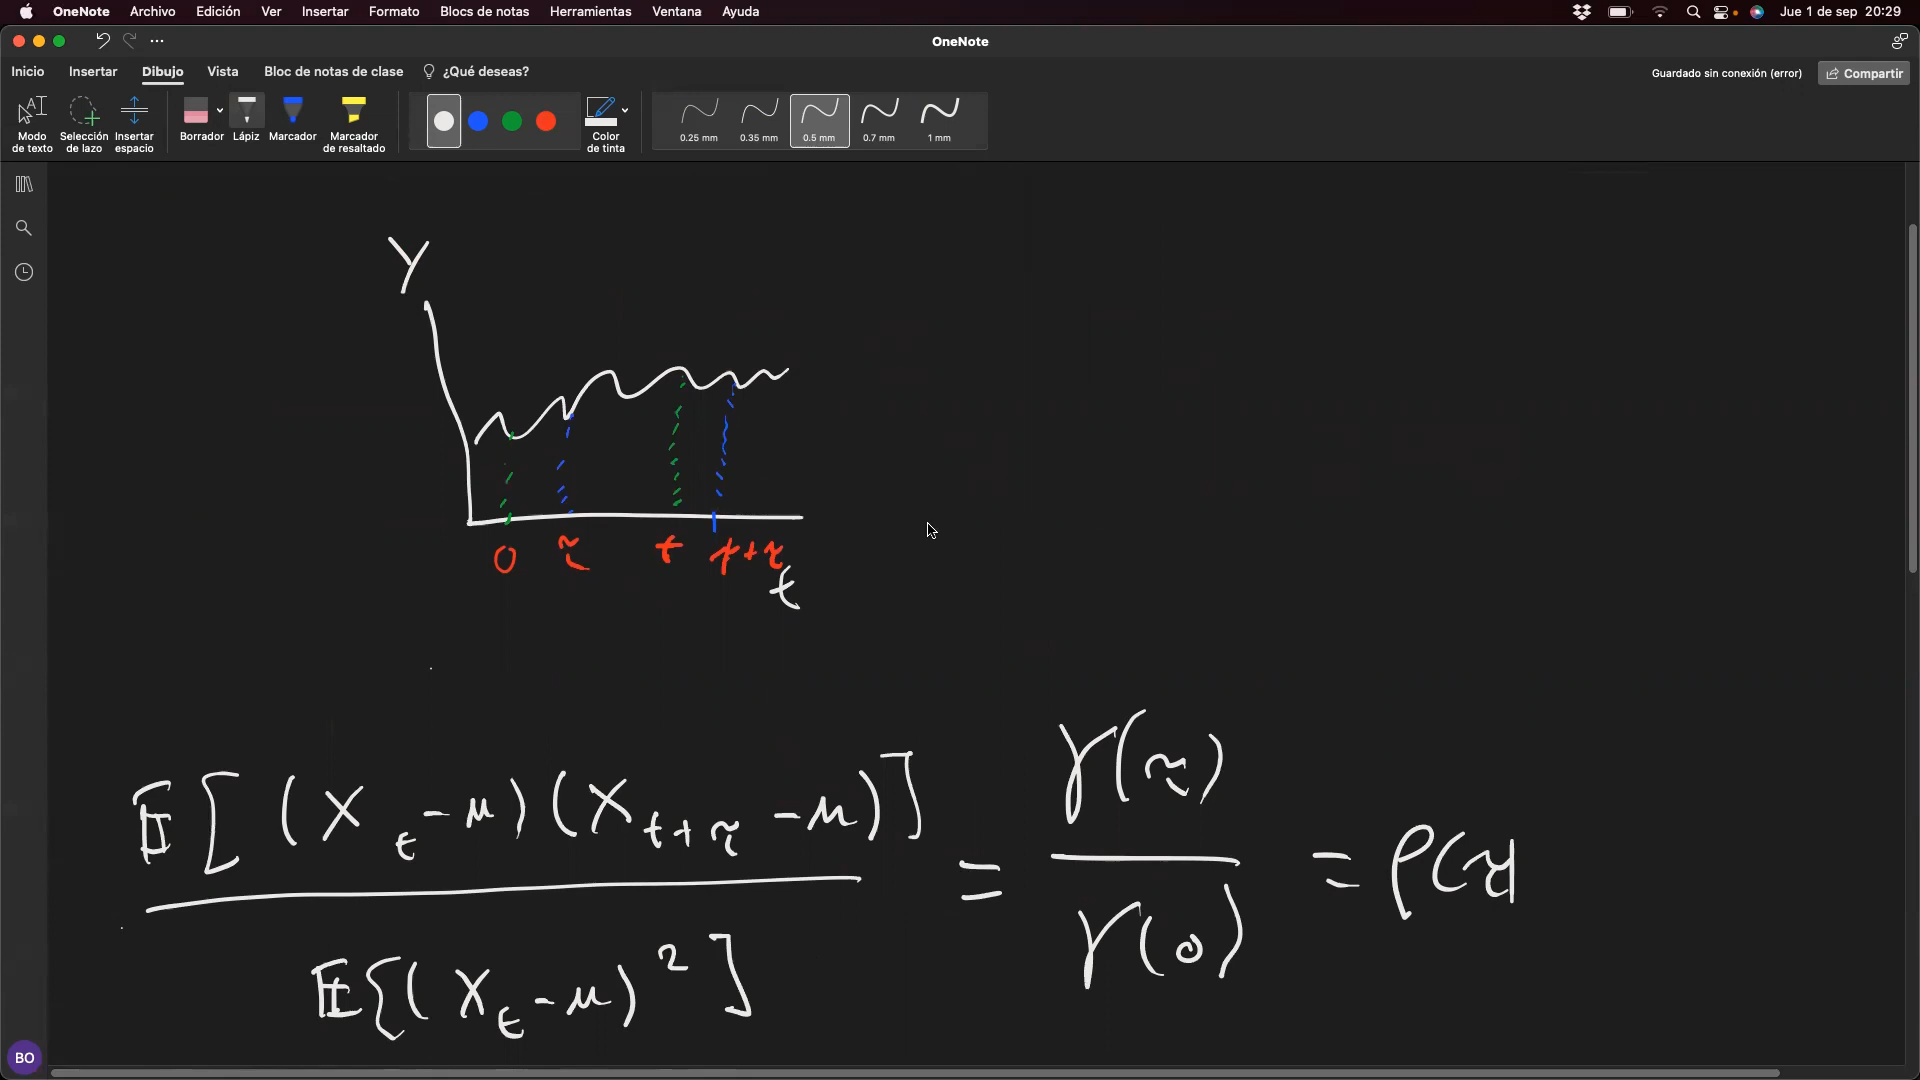 OneNote Archivo Edición Ver Insertar Formato Blocs de notas Herramientas Ventana Ayuda Jue 1 de sep 20:29
OneNote
Inicio Insertar Dibujo Vista Bloc de notas de clase ¿Qué deseas? Guardado sin conexión (error) Compartir
Modo de texto
Selección de lazo
Insertar espacio
Borrador
Lápiz
Marcador
Marcador de resaltado
Color de tinta
0.25 mm
0.35 mm
0.5 mm
0.7 mm
1 mm
Y
0 τ t t+τ
t
𝔼[(X_t-μ)(X_{t+τ}-μ)] = γ(τ) = ρ(τ
𝔼{(X_t-μ)²] γ(0)
BO